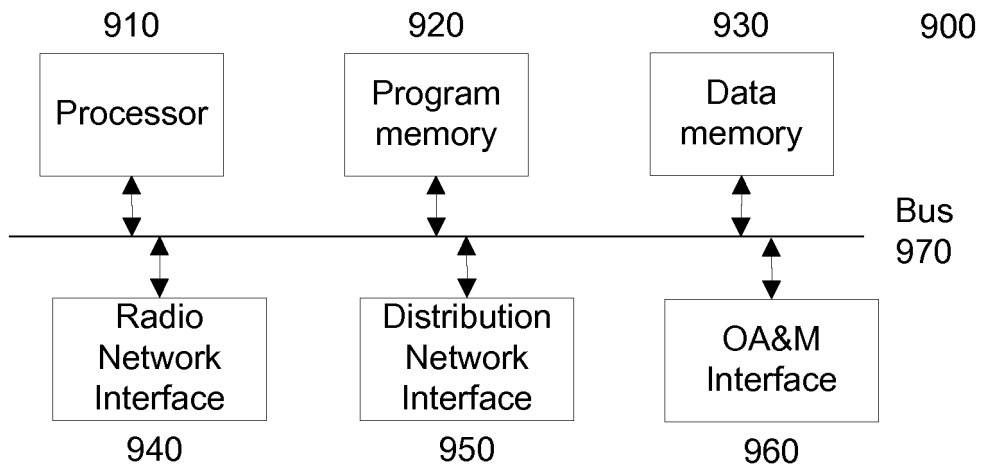 910
920
930
900
Processor
Program
memory
Data
memory
Bus
970
Radio
Network
Interface
Distribution
Network
Interface
OA&M
Interface
940
950
960